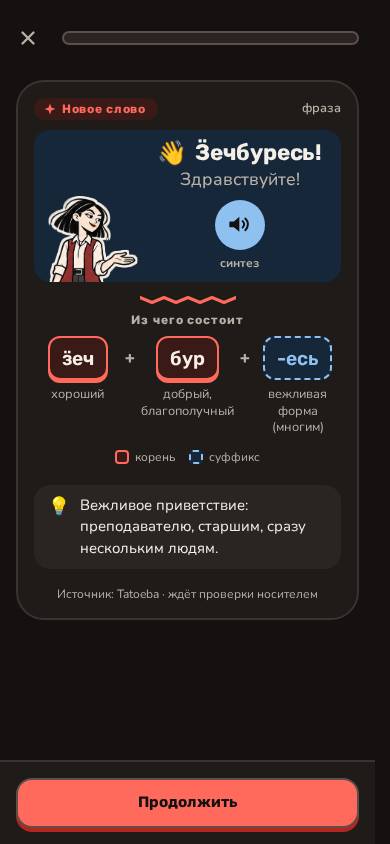 Новое слово
фраза
Ӟечбуресь!
Здравствуйте!
синтез
Из чего состоит
ӟеч + бур + -есь
хороший
добрый, благополучный
вежливая форма (многим)
корень суффикс
Вежливое приветствие:
преподавателю, старшим, сразу
нескольким людям.
Источник: Tatoeba · ждёт проверки носителем
Продолжить